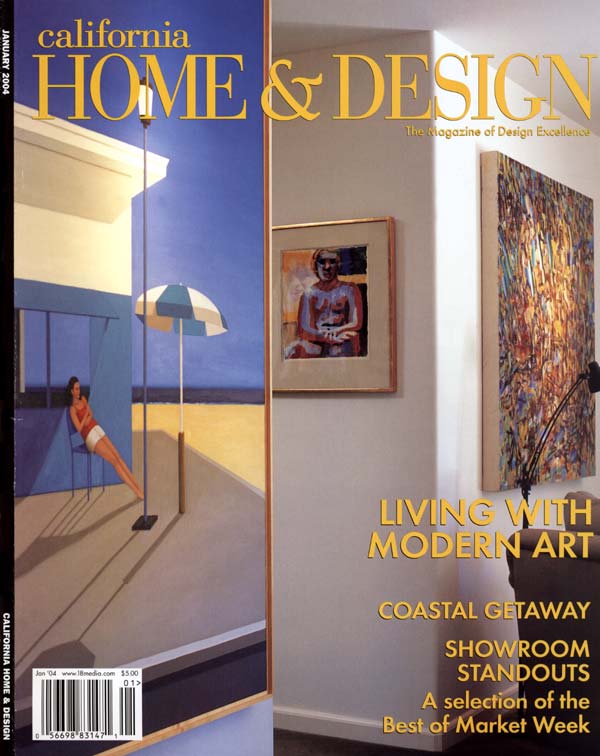 JANUARY 2004
california
HOME & DESIGN
The Magazine of Design Excellence
LIVING WITH
MODERN ART
COASTAL GETAWAY
SHOWROOM
STANDOUTS
A selection of the
Best of Market Week
CALIFORNIA HOME & DESIGN
Jan '04 www.18media.com $5.00
01>
0 56698 83147 1